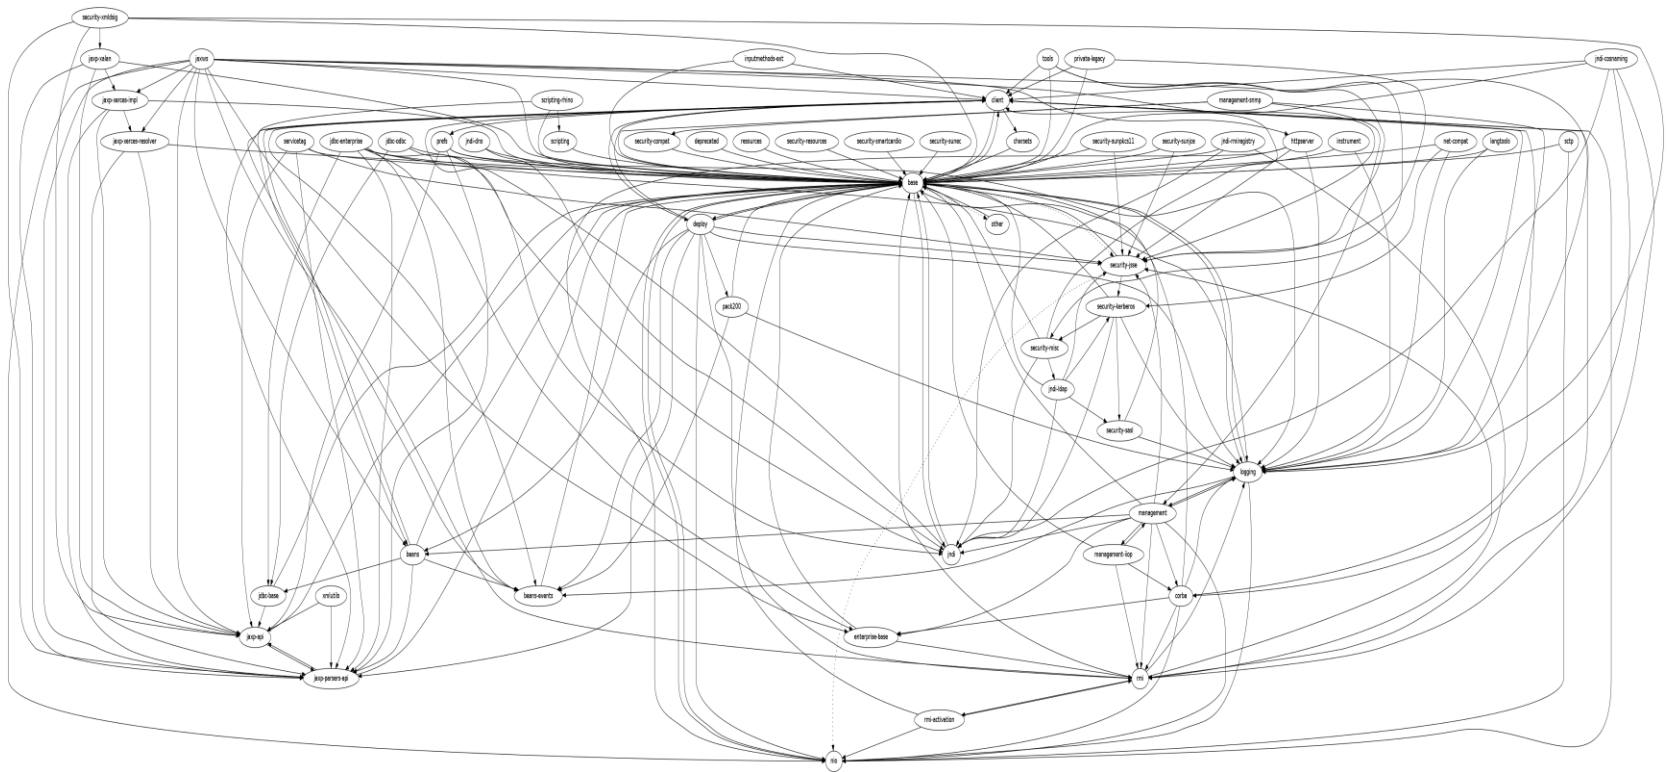 security-xmldsig
jaxp-xalan
jaxws
inputmethods-ext
tools
private-legacy
jndi-cosnaming
jaxp-xerces-impl
scripting-rhino
client
management-snmp
jaxp-xerces-resolver
servicetag
jdbc-enterprise
jdbc-odbc
prefs
jndi-dns
scripting
security-compat
deprecated
resources
security-resources
security-smartcardio
security-sunec
charsets
security-sunpkcs11
security-sunjce
jndi-rmiregistry
httpserver
instrument
net-compat
langtools
sctp
base
deploy
other
security-jsse
pack200
security-kerberos
security-misc
jndi-ldap
security-sasl
logging
management
beans
jndi
management-iiop
jdbc-base
xmlutils
beans-events
corba
jaxp-api
enterprise-base
jaxp-parsers-api
rmi
rmi-activation
nio